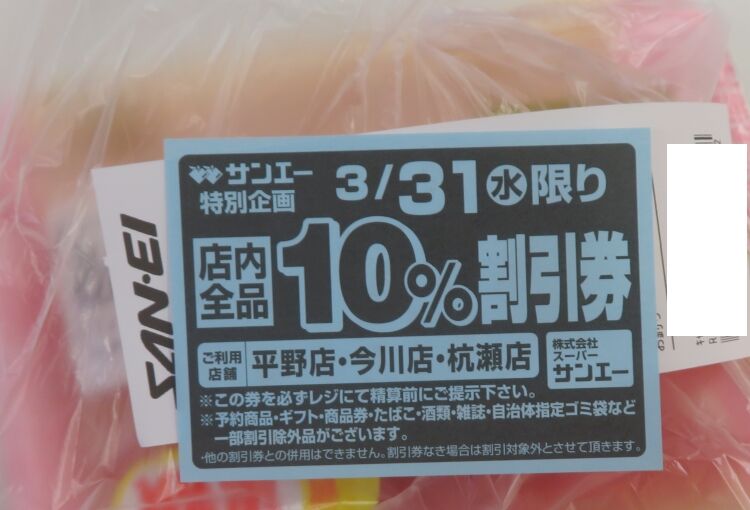 SAN・EI
サンエー
特別企画
3/31㊌限り
店内
全品
10%割引券
ご利用
店舗
平野店・今川店・杭瀬店
株式会社
スーパー
サンエー
※この券を必ずレジにて精算前にご提示下さい。
※予約商品・ギフト・商品券・たばこ・酒類・雑誌・自治体指定ゴミ袋など
一部割引除外品がございます。
・他の割引券との併用はできません。割引券なき場合は割引対象外とさせて頂きます。